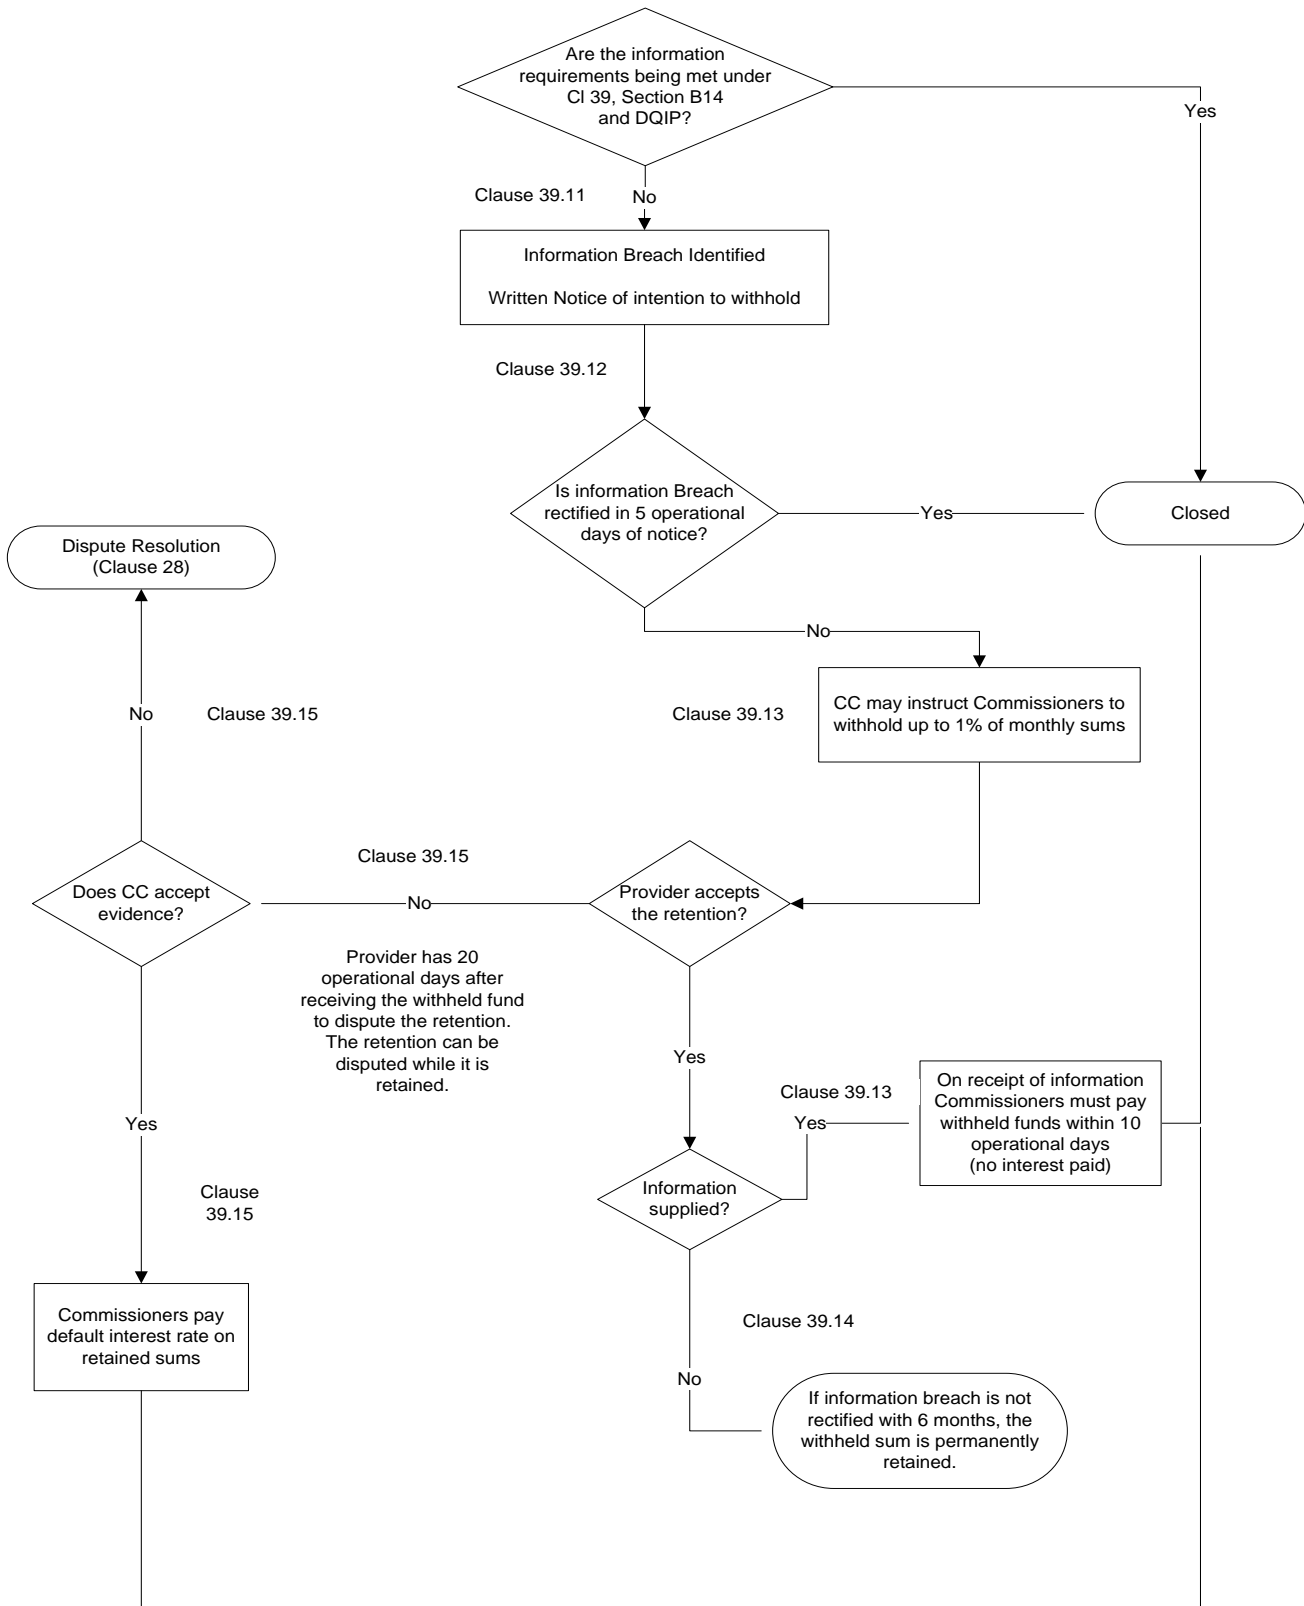 Are the information
requirements being met under
Cl 39, Section B14
and DQIP?
Yes
Clause 39.11
No
Information Breach Identified
Written Notice of intention to withhold
Clause 39.12
Is information Breach
rectified in 5 operational
days of notice?
Yes
Closed
Dispute Resolution
(Clause 28)
No
No
Clause 39.15
Clause 39.13
CC may instruct Commissioners to
withhold up to 1% of monthly sums
Clause 39.15
Does CC accept
evidence?
No
Provider accepts
the retention?
Provider has 20
operational days after
receiving the withheld fund
to dispute the retention.
The retention can be
disputed while it is
retained.
Yes
Clause 39.13
On receipt of information
Commissioners must pay
withheld funds within 10
operational days
(no interest paid)
Yes
Yes
Clause
39.15
Information
supplied?
Commissioners pay
default interest rate on
retained sums
Clause 39.14
No
If information breach is not
rectified with 6 months, the
withheld sum is permanently
retained.